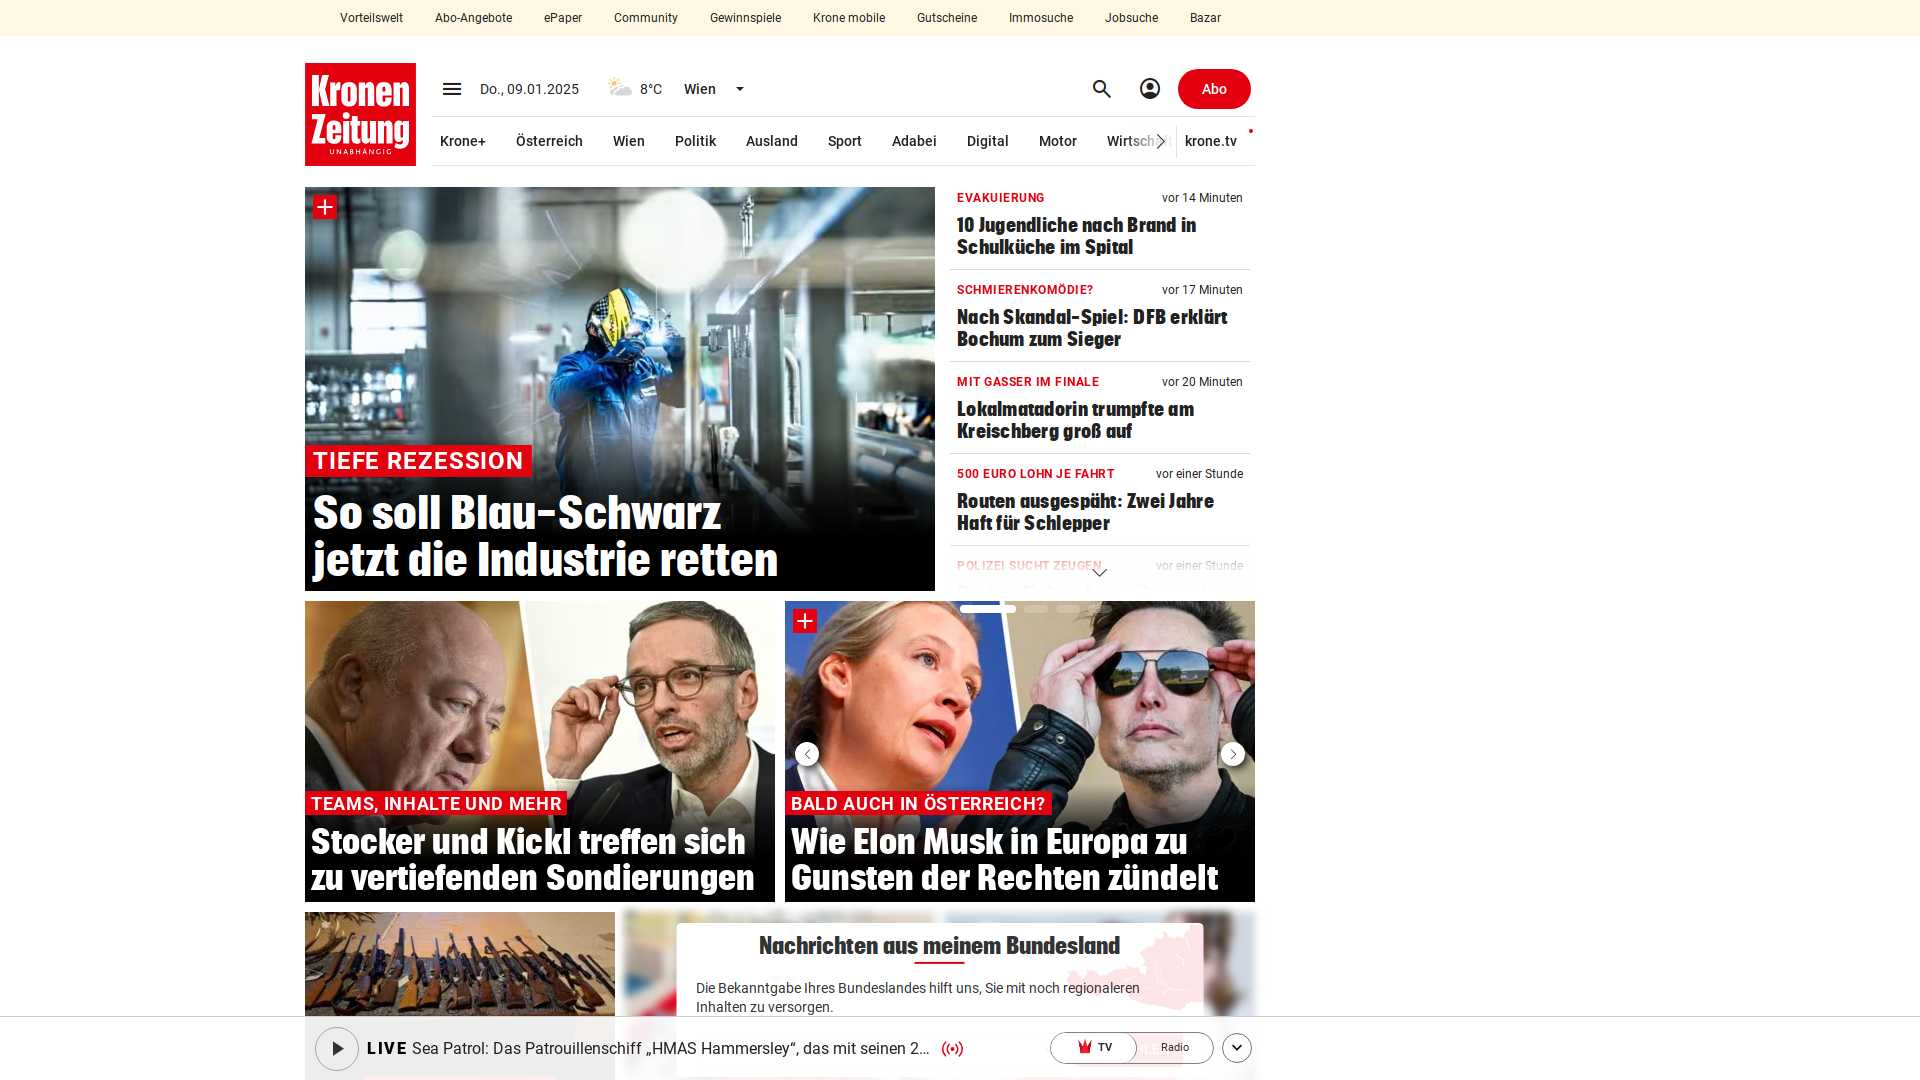 Vorteilswelt Abo-Angebote ePaper Community Gewinnspiele Krone mobile Gutscheine Immosuche Jobsuche Bazar
Kronen
Zeitung
UNABHÄNGIG
Do., 09.01.2025 8°C Wien Abo
Krone+ Österreich Wien Politik Ausland Sport Adabei Digital Motor krone.tv
TIEFE REZESSION
So soll Blau-Schwarz
jetzt die Industrie retten
EVAKUIERUNG vor 14 Minuten
10 Jugendliche nach Brand in
Schulküche im Spital
SCHMIERENKOMÖDIE? vor 17 Minuten
Nach Skandal-Spiel: DFB erklärt
Bochum zum Sieger
MIT GASSER IM FINALE vor 20 Minuten
Lokalmatadorin trumpfte am
Kreischberg groß auf
500 EURO LOHN JE FAHRT vor einer Stunde
Routen ausgespäht: Zwei Jahre
Haft für Schlepper
POLIZEI SUCHT ZEUGEN vor einer Stunde
TEAMS, INHALTE UND MEHR
Stocker und Kickl treffen sich
zu vertiefenden Sondierungen
BALD AUCH IN ÖSTERREICH?
Wie Elon Musk in Europa zu
Gunsten der Rechten zündelt
Nachrichten aus meinem Bundesland
Die Bekanntgabe Ihres Bundeslandes hilft uns, Sie mit noch regionaleren
Inhalten zu versorgen.
LIVE Sea Patrol: Das Patrouillenschiff „HMAS Hammersley“, das mit seinen 2... TV Radio